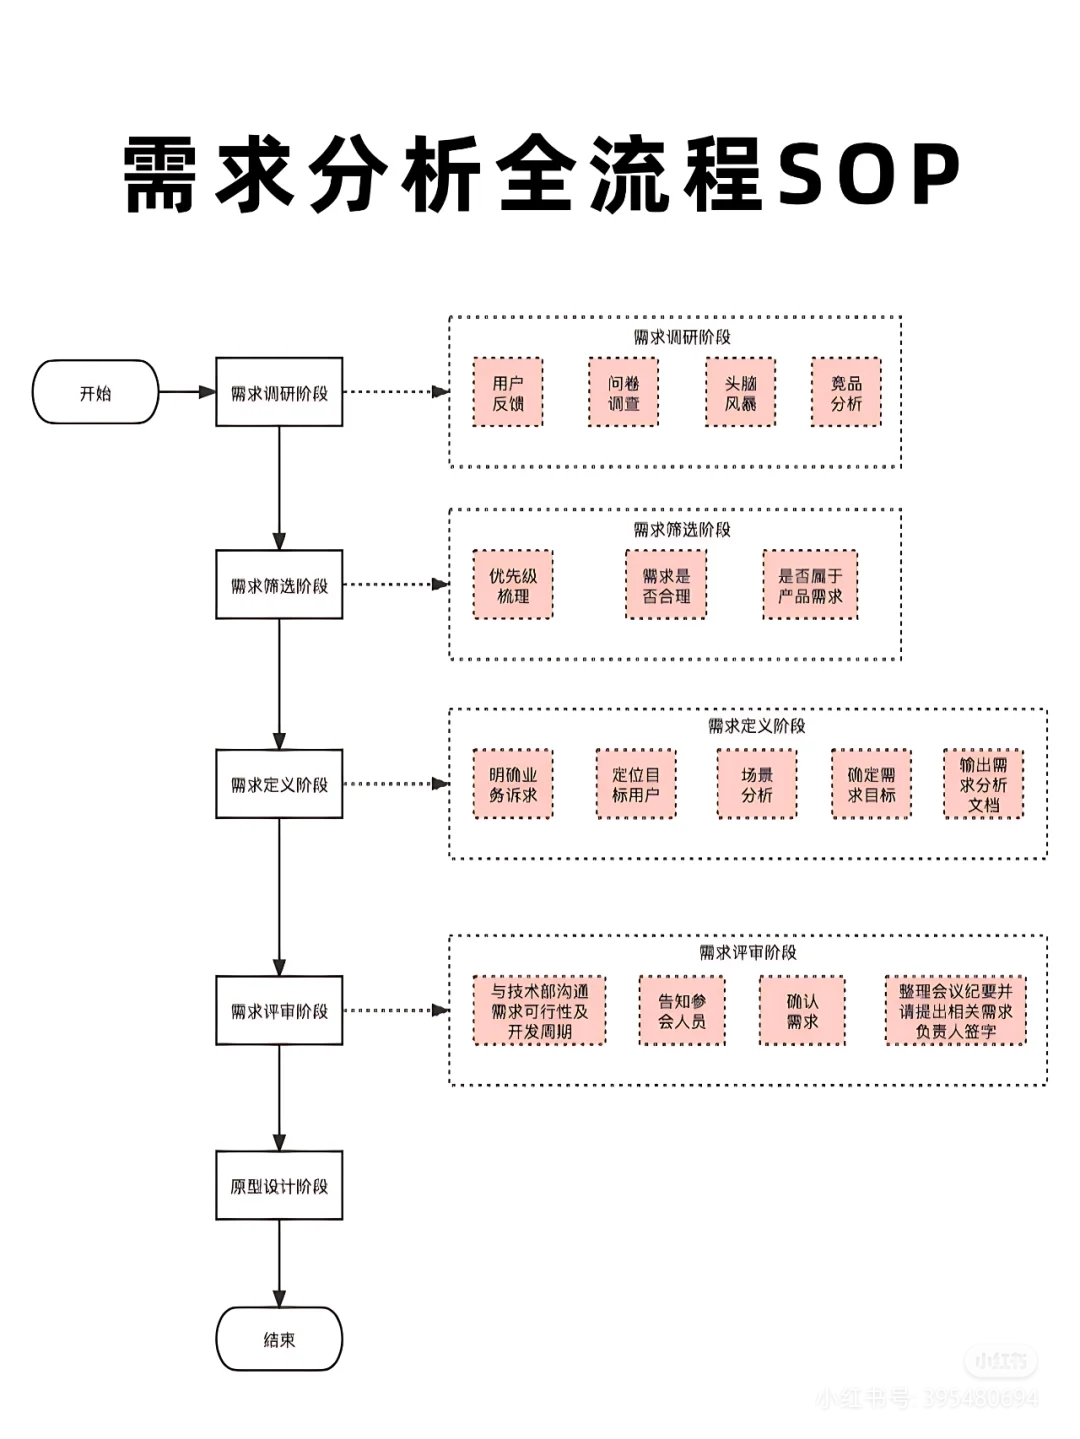 需求分析全流程SOP
开始
需求调研阶段
需求调研阶段
用户
反馈
问卷
调查
头脑
风暴
竞品
分析
需求筛选阶段
需求筛选阶段
优先级
梳理
需求是
否合理
是否属于
产品需求
需求定义阶段
需求定义阶段
明确业
务诉求
定位目
标用户
场景
分析
确定需
求目标
输出需
求分析
文档
需求评审阶段
需求评审阶段
与技术部沟通
需求可行性及
开发周期
告知参
会人员
确认
需求
整理会议纪要并
请提出相关需求
负责人签字
原型设计阶段
结束
小红书
小红书号: 395480694